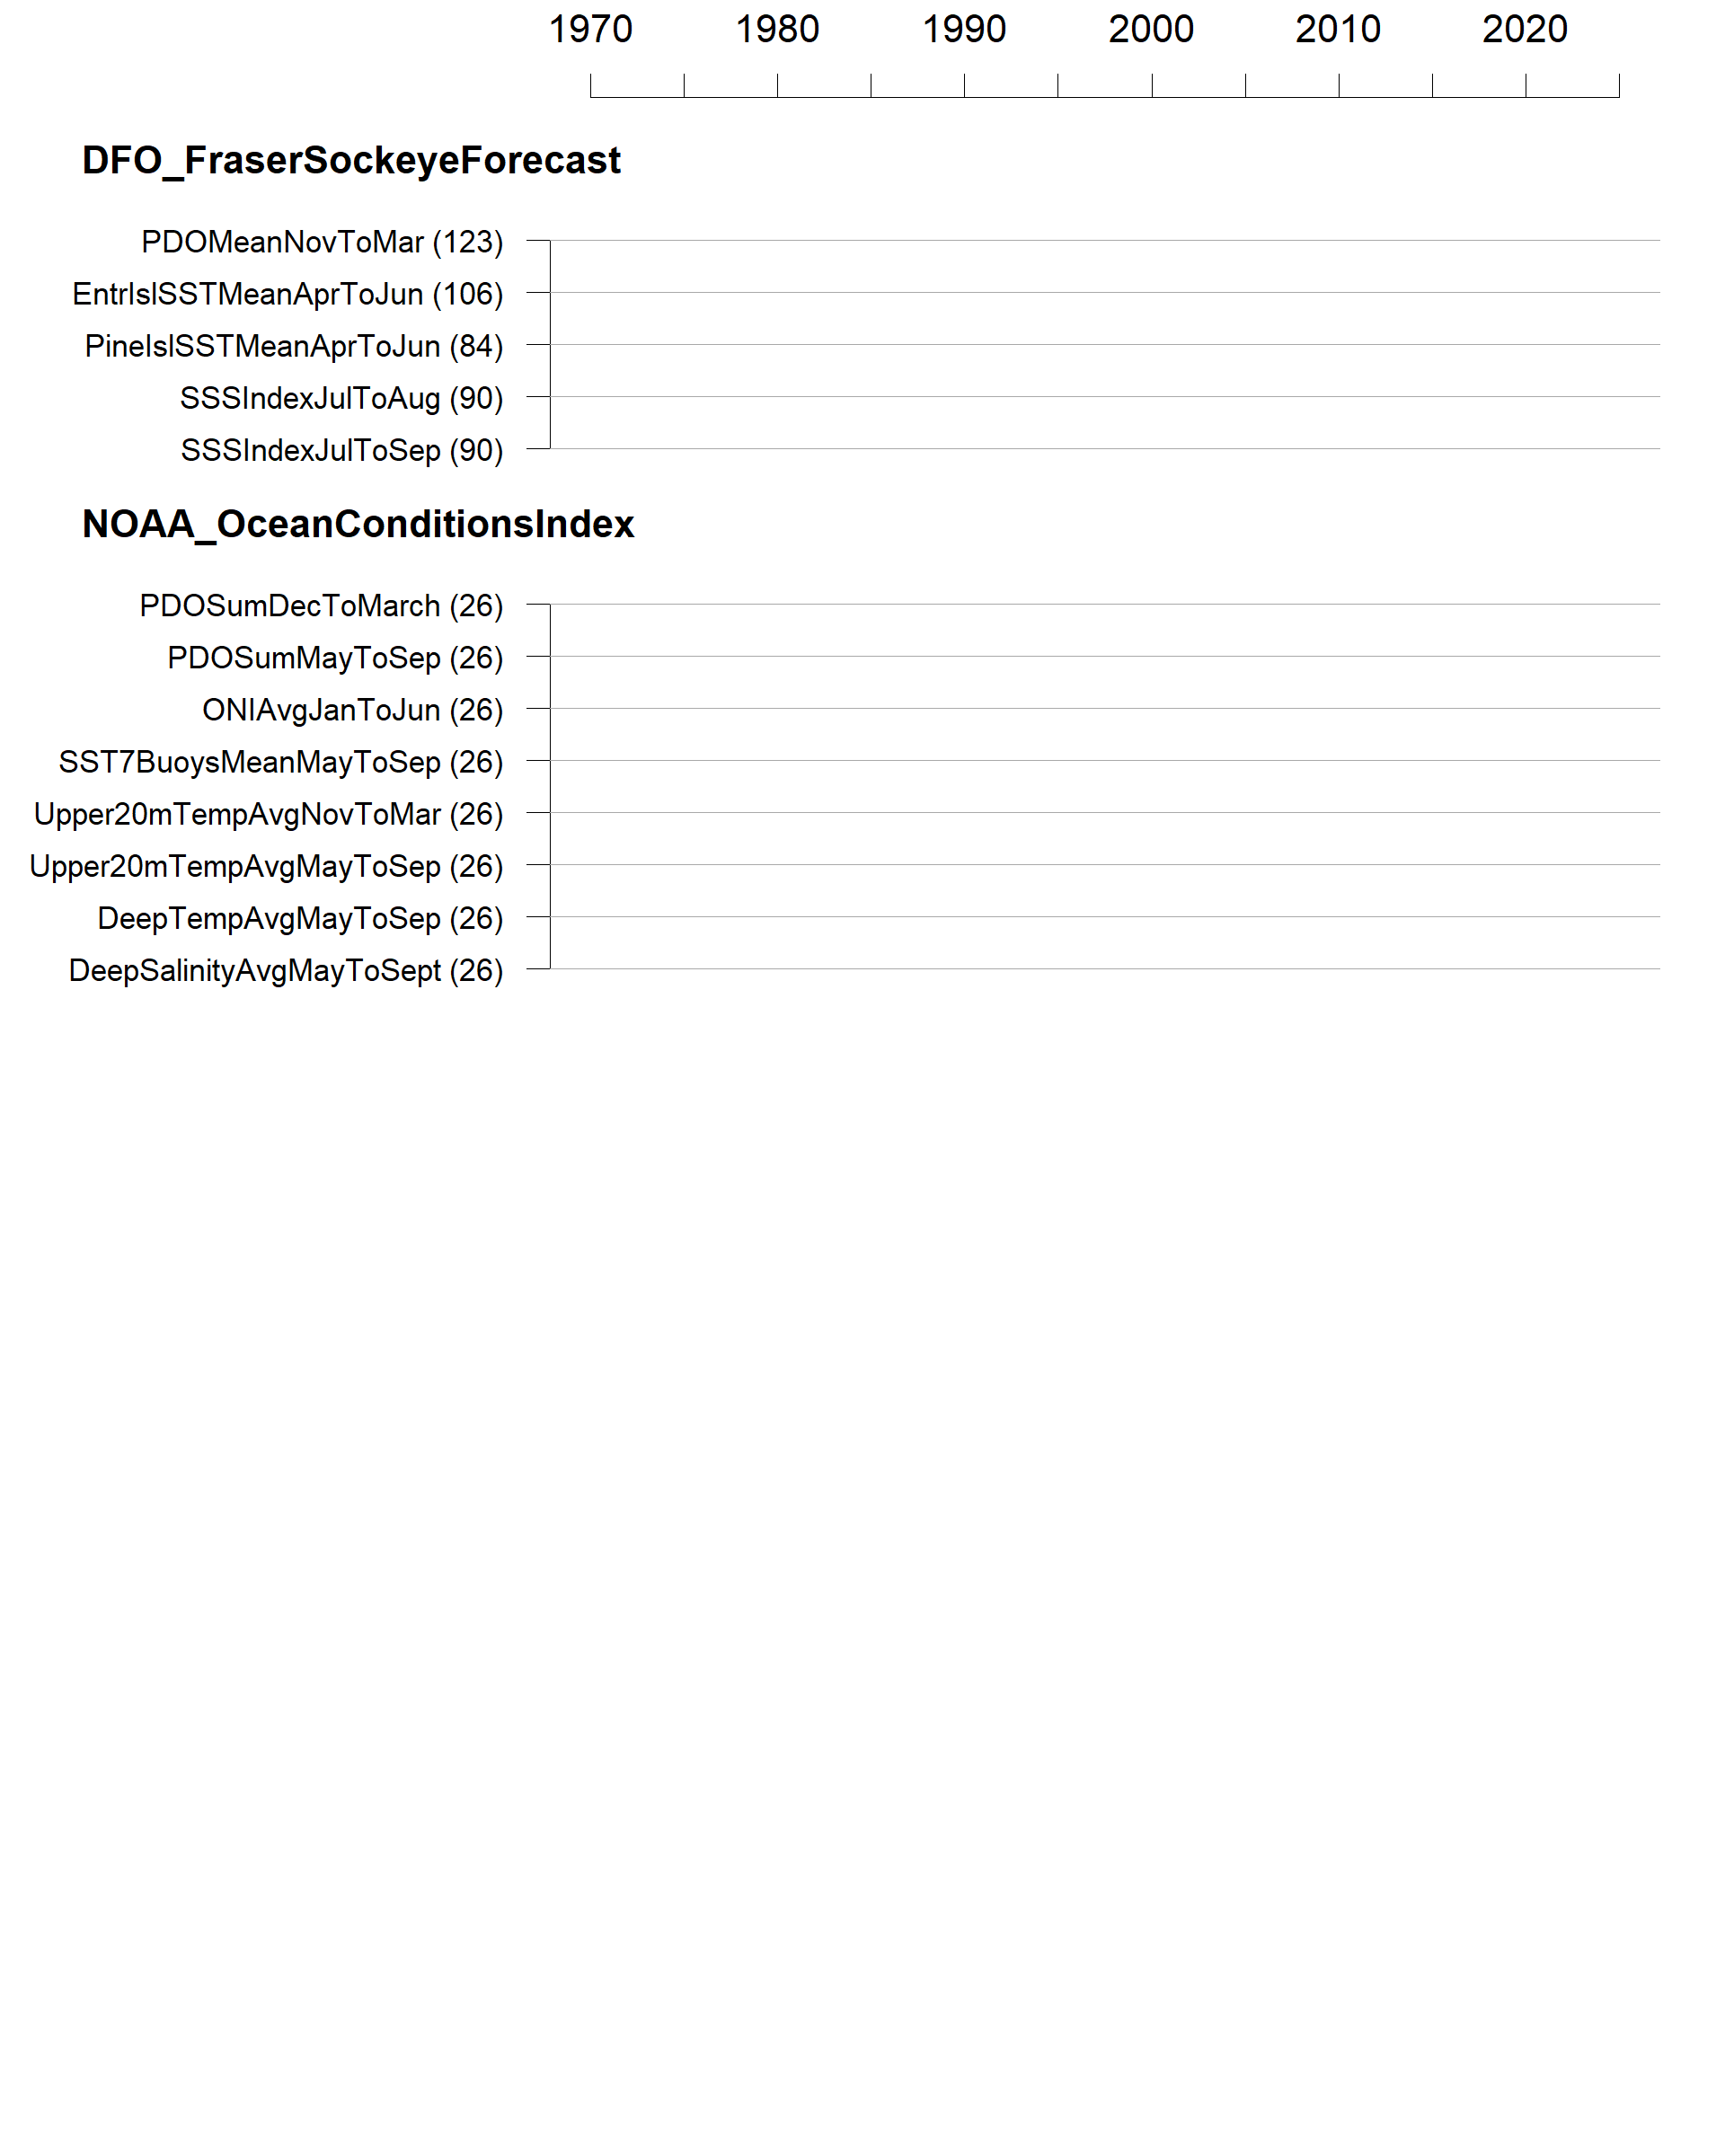 1970 1980 1990 2000 2010 2020
DFO_FraserSockeyeForecast
PDOMeanNovToMar (123)
EntrIslSSTMeanAprToJun (106)
PineIslSSTMeanAprToJun (84)
SSSIndexJulToAug (90)
SSSIndexJulToSep (90)
NOAA_OceanConditionsIndex
PDOSumDecToMarch (26)
PDOSumMayToSep (26)
ONIAvgJanToJun (26)
SST7BuoysMeanMayToSep (26)
Upper20mTempAvgNovToMar (26)
Upper20mTempAvgMayToSep (26)
DeepTempAvgMayToSep (26)
DeepSalinityAvgMayToSept (26)